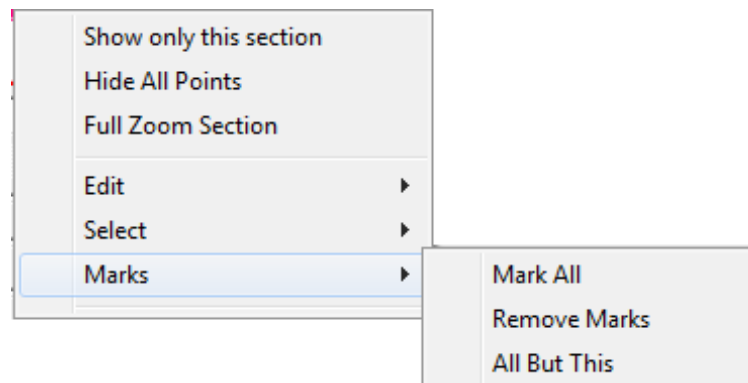 Show only this section
Hide All Points
Full Zoom Section
Edit
Select
Marks
Mark All
Remove Marks
All But This